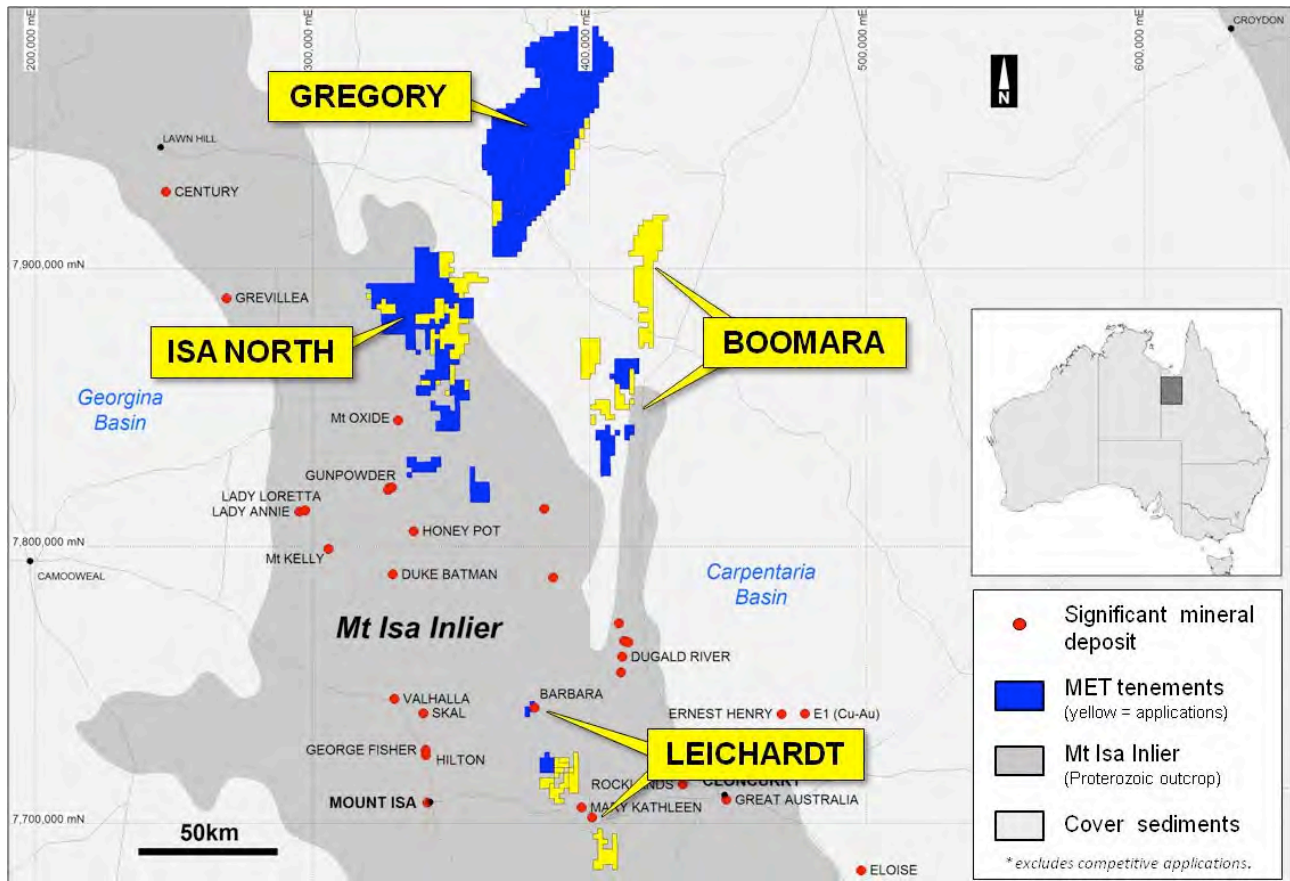 200,000 mE
300,000 mE
400,000 mE
500,000 mE
600,000 mE
CROYDON
GREGORY
N
LAWN HILL
CENTURY
7,900,000 mN
GREVILLEA
ISA NORTH
BOOMARA
Georgina
Basin
Mt OXIDE
GUNPOWDER
LADY LORETTA
LADY ANNIE
HONEY POT
7,800,000 mN
Mt KELLY
CAMOOWEAL
DUKE BATMAN
Carpentaria
Basin
Mt Isa Inlier
DUGALD RIVER
VALHALLA
BARBARA
SKAL
ERNEST HENRY
E1 (Cu-Au)
GEORGE FISHER
HILTON
LEICHARDT
ROCKLANDS
CLONCURRY
MOUNT ISA
MARY KATHLEEN
GREAT AUSTRALIA
7,700,000 mN
50km
ELOISE
Significant mineral
deposit
MET tenements
(yellow = applications)
Mt Isa Inlier
(Proterozoic outcrop)
Cover sediments
* excludes competitive applications.